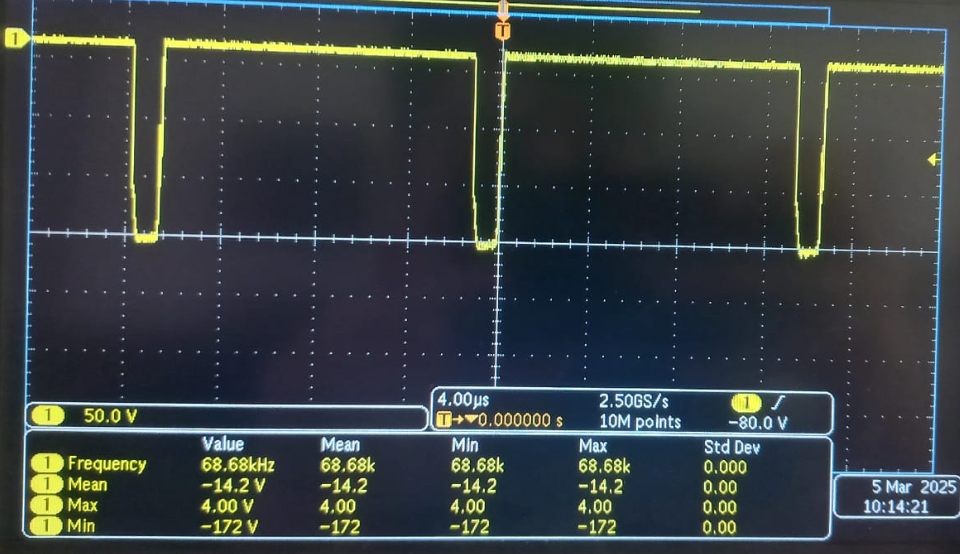 T
1
1 50.0 V
4.00µs 2.50GS/s 1
T→▼0.000000 s 10M points −80.0 V
Value Mean Min Max Std Dev
1 Frequency 68.68kHz 68.68k 68.68k 68.68k 0.000
1 Mean −14.2 V −14.2 −14.2 −14.2 0.00
1 Max 4.00 V 4.00 4.00 4.00 0.00
1 Min −172 V −172 −172 −172 0.00
5 Mar 2025
10:14:21